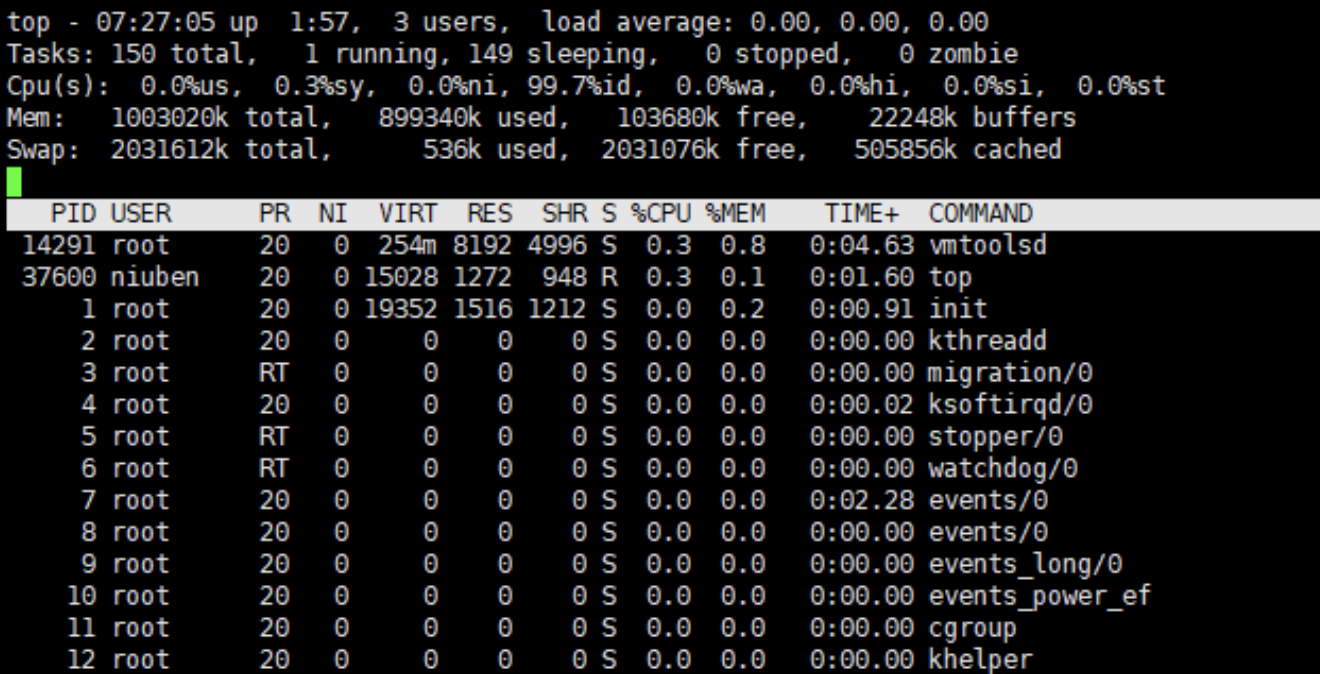 top - 07:27:05 up  1:57,  3 users,  load average: 0.00, 0.00, 0.00
Tasks: 150 total,   1 running, 149 sleeping,   0 stopped,   0 zombie
Cpu(s):  0.0%us,  0.3%sy,  0.0%ni, 99.7%id,  0.0%wa,  0.0%hi,  0.0%si,  0.0%st
Mem:   1003020k total,   899340k used,   103680k free,    22248k buffers
Swap:  2031612k total,      536k used,  2031076k free,   505856k cached
   PID USER      PR  NI  VIRT  RES  SHR S %CPU %MEM    TIME+  COMMAND
 14291 root      20   0  254m 8192 4996 S  0.3  0.8   0:04.63 vmtoolsd
 37600 niuben    20   0 15028 1272  948 R  0.3  0.1   0:01.60 top
     1 root      20   0 19352 1516 1212 S  0.0  0.2   0:00.91 init
     2 root      20   0     0    0    0 S  0.0  0.0   0:00.00 kthreadd
     3 root      RT   0     0    0    0 S  0.0  0.0   0:00.00 migration/0
     4 root      20   0     0    0    0 S  0.0  0.0   0:00.02 ksoftirqd/0
     5 root      RT   0     0    0    0 S  0.0  0.0   0:00.00 stopper/0
     6 root      RT   0     0    0    0 S  0.0  0.0   0:00.00 watchdog/0
     7 root      20   0     0    0    0 S  0.0  0.0   0:02.28 events/0
     8 root      20   0     0    0    0 S  0.0  0.0   0:00.00 events/0
     9 root      20   0     0    0    0 S  0.0  0.0   0:00.00 events_long/0
    10 root      20   0     0    0    0 S  0.0  0.0   0:00.00 events_power_ef
    11 root      20   0     0    0    0 S  0.0  0.0   0:00.00 cgroup
    12 root      20   0     0    0    0 S  0.0  0.0   0:00.00 khelper